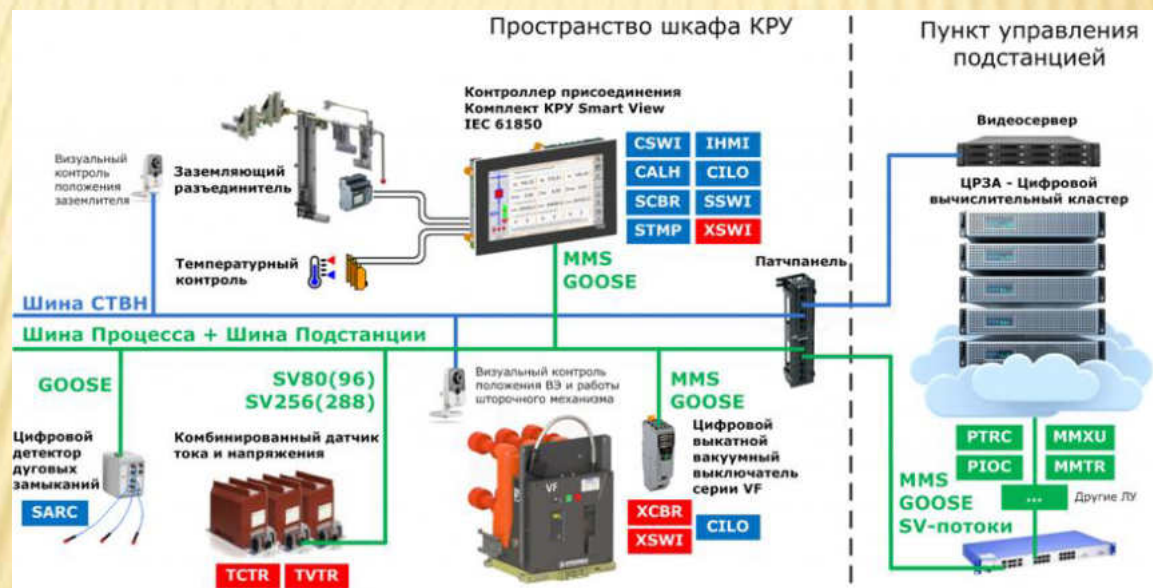 Пространство шкафа КРУ
Пункт управления
подстанцией
Контроллер присоединения
Комплект КРУ Smart View
IEC 61850
CSWI
IHMI
CALH
CILO
SCBR
SSWI
STMP
XSWI
Видеосервер
ЦРЗА - Цифровой
вычислительный кластер
Визуальный
контроль
положения
заземлителя
Заземляющий
разъединитель
Температурный
контроль
MMS
GOOSE
Патчпанель
Шина СТВН
Шина Процесса + Шина Подстанции
GOOSE
SV80(96)
SV256(288)
Визуальный контроль
положения ВЭ и работы
шторочного механизма
MMS
GOOSE
Цифровой
детектор
дуговых
замыканий
SARC
Комбинированный датчик
тока и напряжения
TCTR
TVTR
VF
Цифровой
выкатной
вакуумный
выключатель
серии VF
XCBR
XSWI
CILO
PTRC
MMXU
PIOC
MMTR
...
Другие ЛУ
MMS
GOOSE
SV-потоки